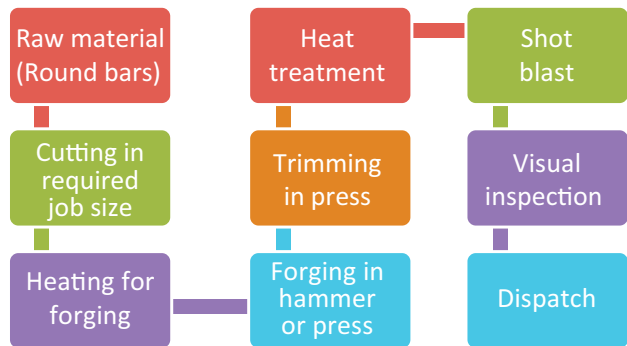 Raw material
(Round bars)
Cutting in
required
job size
Heating for
forging
Forging in
hammer
or press
Trimming
in press
Heat
treatment
Shot
blast
Visual
inspection
Dispatch